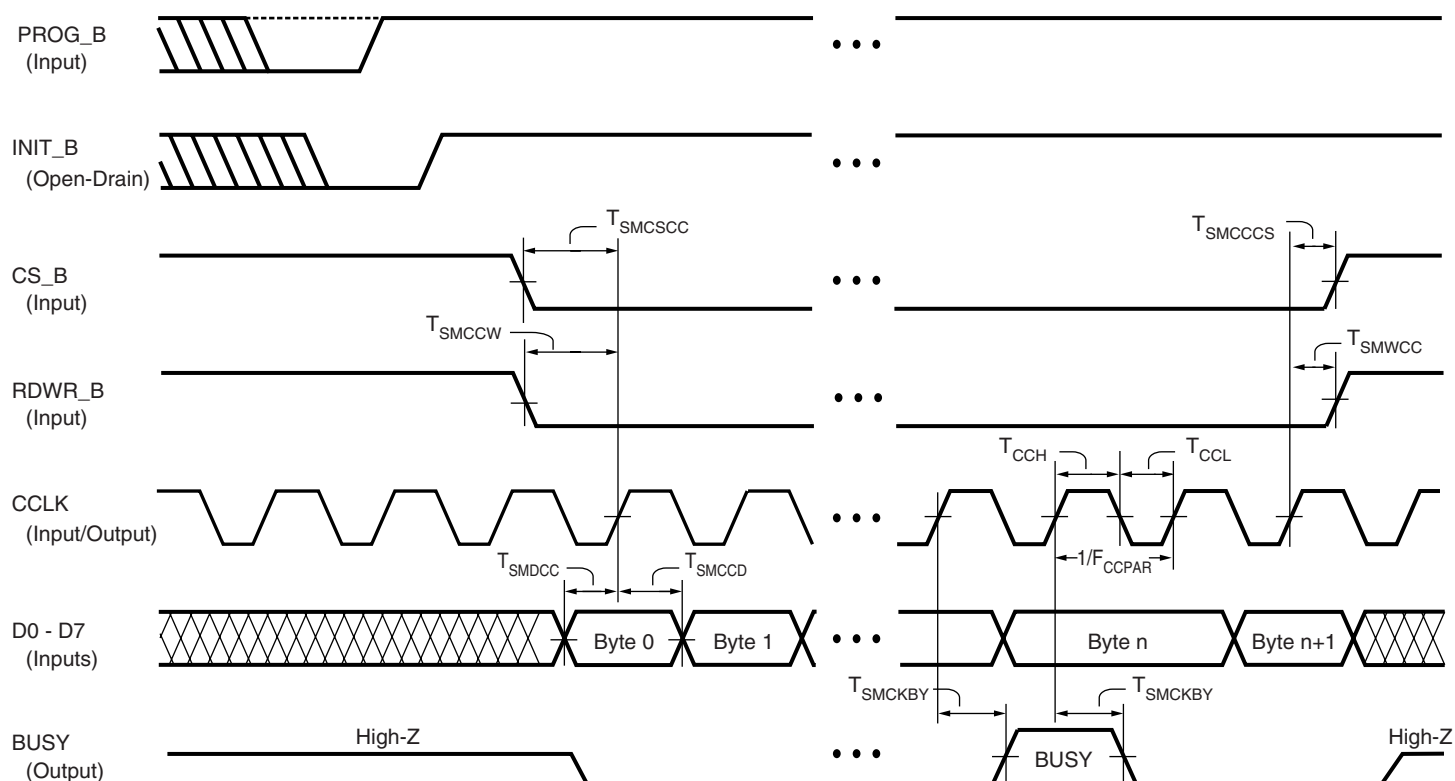 PROG_B
(Input)
INIT_B
(Open-Drain)
T_SMCSCC
T_SMCCCS
CS_B
(Input)
T_SMCCW
T_SMWCC
RDWR_B
(Input)
T_CCH
T_CCL
CCLK
(Input/Output)
T_SMDCC
T_SMCCD
1/F_CCPAR
D0 - D7
(Inputs)
Byte 0
Byte 1
Byte n
Byte n+1
T_SMCKBY
T_SMCKBY
BUSY
(Output)
High-Z
BUSY
High-Z